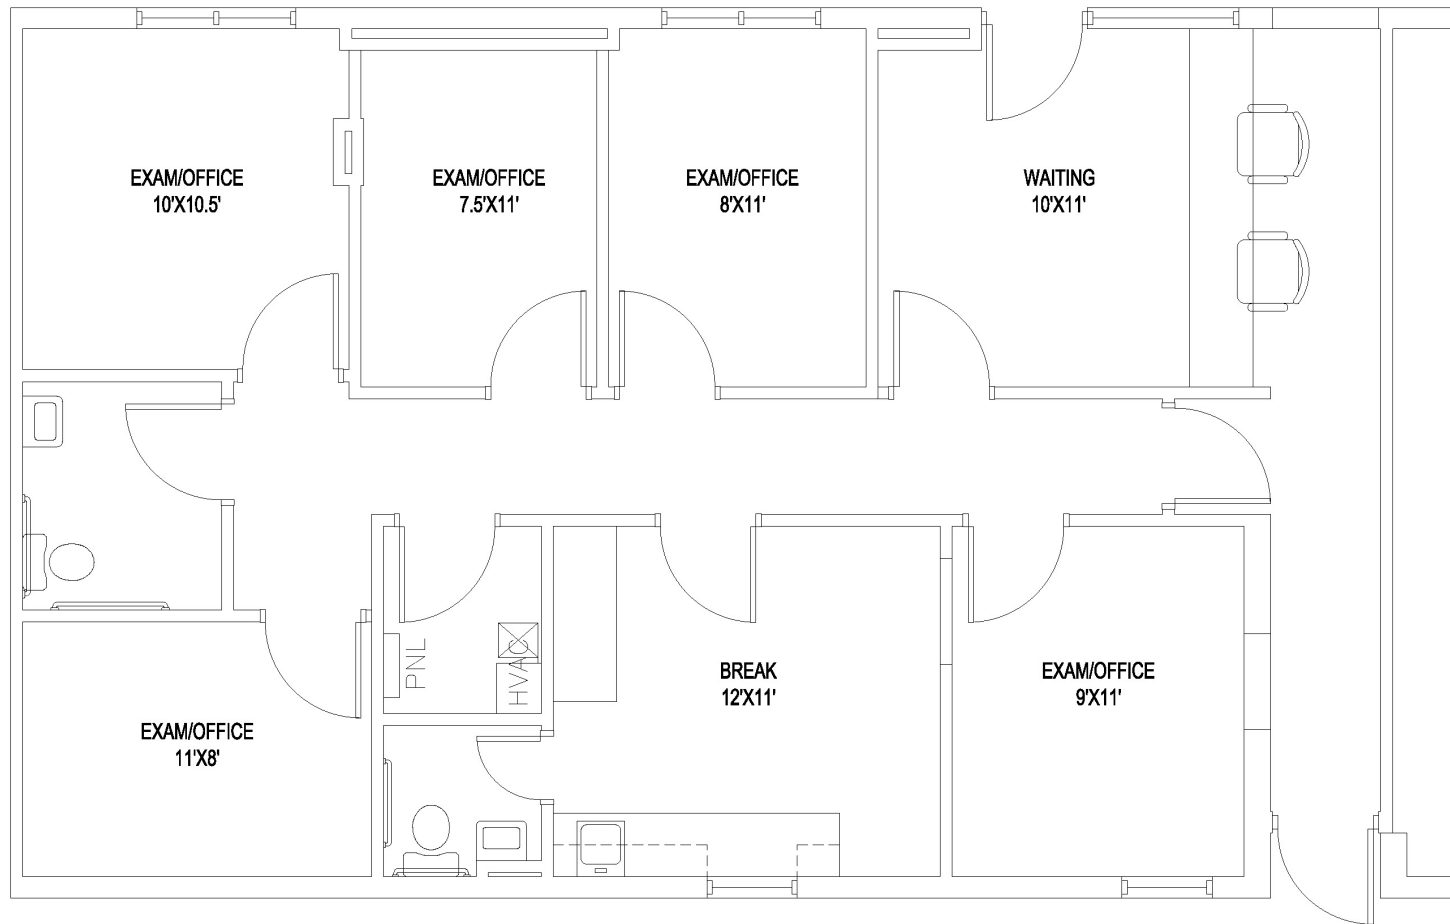 EXAM/OFFICE
10'X10.5'
EXAM/OFFICE
7.5'X11'
EXAM/OFFICE
8'X11'
WAITING
10'X11'
PNL
HVAC
BREAK
12'X11'
EXAM/OFFICE
9'X11'
EXAM/OFFICE
11'X8'